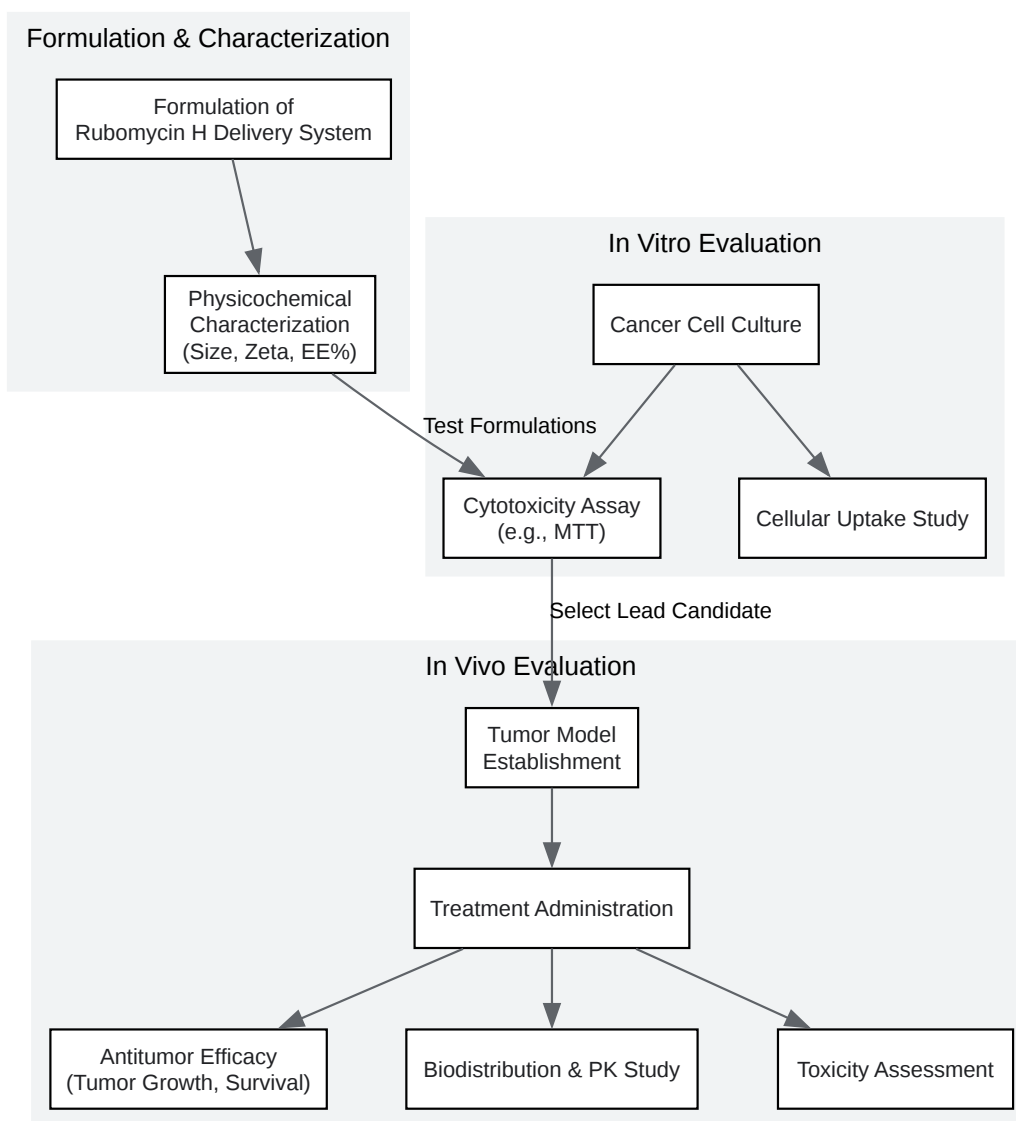 Formulation & Characterization
Formulation of
Rubomycin H Delivery System
Physicochemical
Characterization
(Size, Zeta, EE%)
In Vitro Evaluation
Cancer Cell Culture
Test Formulations
Cytotoxicity Assay
(e.g., MTT)
Cellular Uptake Study
Select Lead Candidate
In Vivo Evaluation
Tumor Model
Establishment
Treatment Administration
Antitumor Efficacy
(Tumor Growth, Survival)
Biodistribution & PK Study
Toxicity Assessment